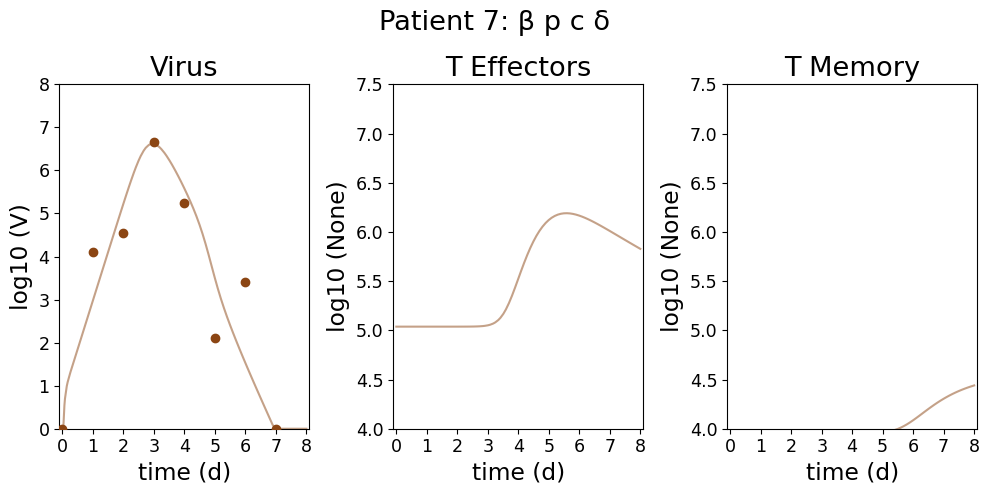 Patient 7: β p c δ
Virus
T Effectors
T Memory
8
7
6
5
4
3
2
1
0
log10 (V)
0 1 2 3 4 5 6 7 8
time (d)
7.5
7.0
6.5
6.0
5.5
5.0
4.5
4.0
log10 (None)
0 1 2 3 4 5 6 7 8
time (d)
7.5
7.0
6.5
6.0
5.5
5.0
4.5
4.0
log10 (None)
0 1 2 3 4 5 6 7 8
time (d)